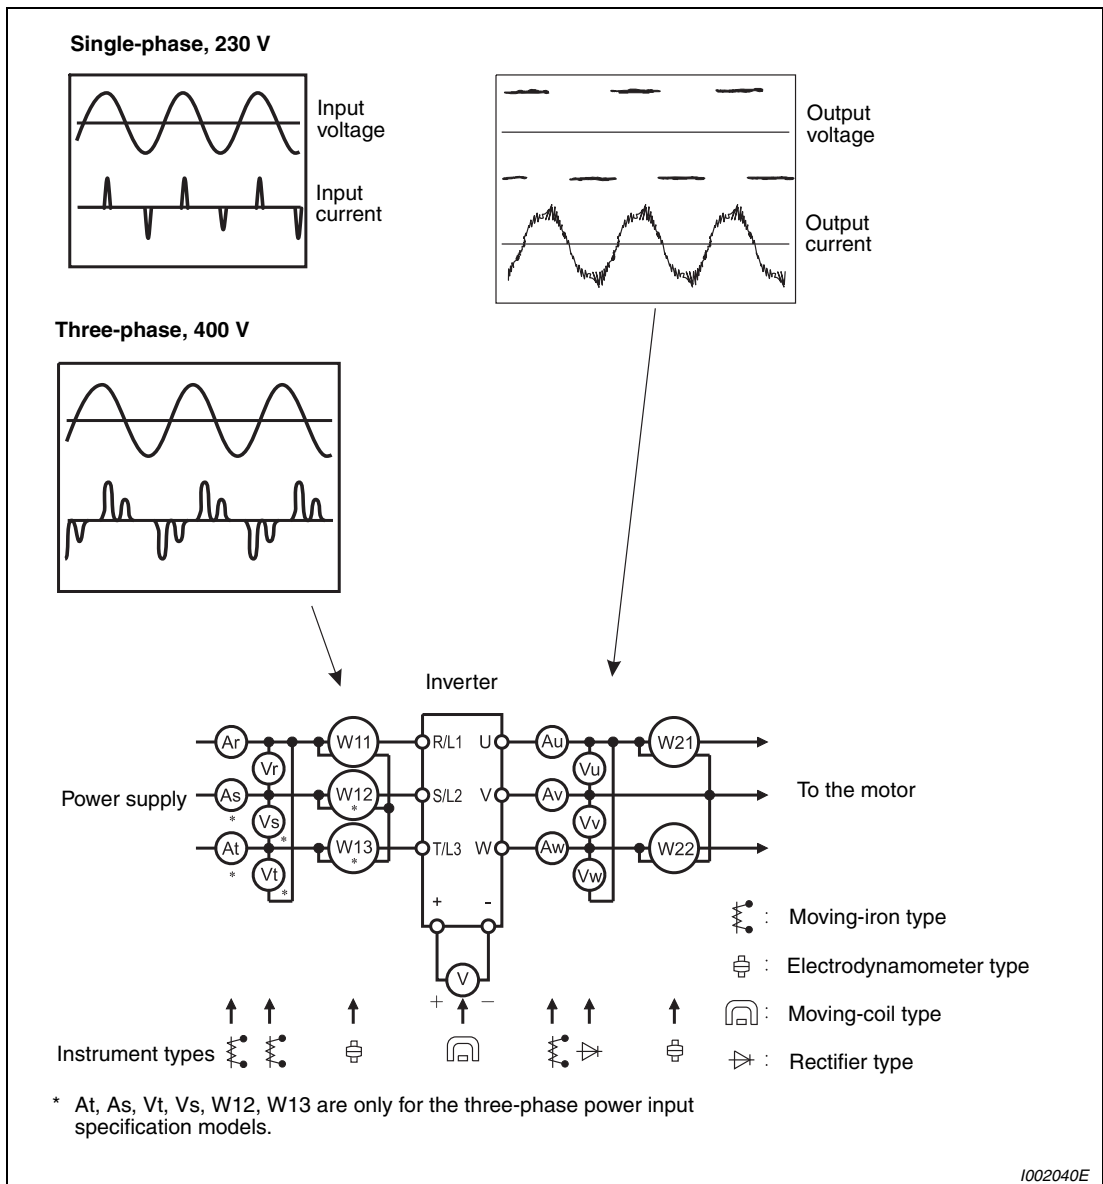 Single-phase, 230 V
Input
voltage
Input
current
Output
voltage
Output
current
Three-phase, 400 V
Inverter
Power supply
Ar
Vr
As
*
Vs
*
At
*
Vt
*
W11
W12
*
W13
*
R/L1
S/L2
T/L3
U
V
W
+ -
V
+ −
Au
Vu
Av
Vv
Aw
Vw
W21
W22
To the motor
: Moving-iron type
: Electrodynamometer type
: Moving-coil type
: Rectifier type
Instrument types
* At, As, Vt, Vs, W12, W13 are only for the three-phase power input
specification models.
I002040E